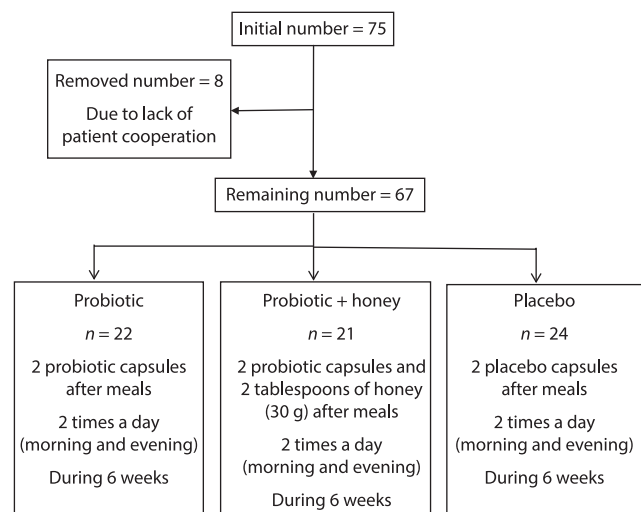 Initial number = 75
Removed number = 8
Due to lack of
patient cooperation
Remaining number = 67
Probiotic
n = 22
2 probiotic capsules
after meals
2 times a day
(morning and evening)
During 6 weeks
Probiotic + honey
n = 21
2 probiotic capsules and
2 tablespoons of honey
(30 g) after meals
2 times a day
(morning and evening)
During 6 weeks
Placebo
n = 24
2 placebo capsules
after meals
2 times a day
(morning and evening)
During 6 weeks